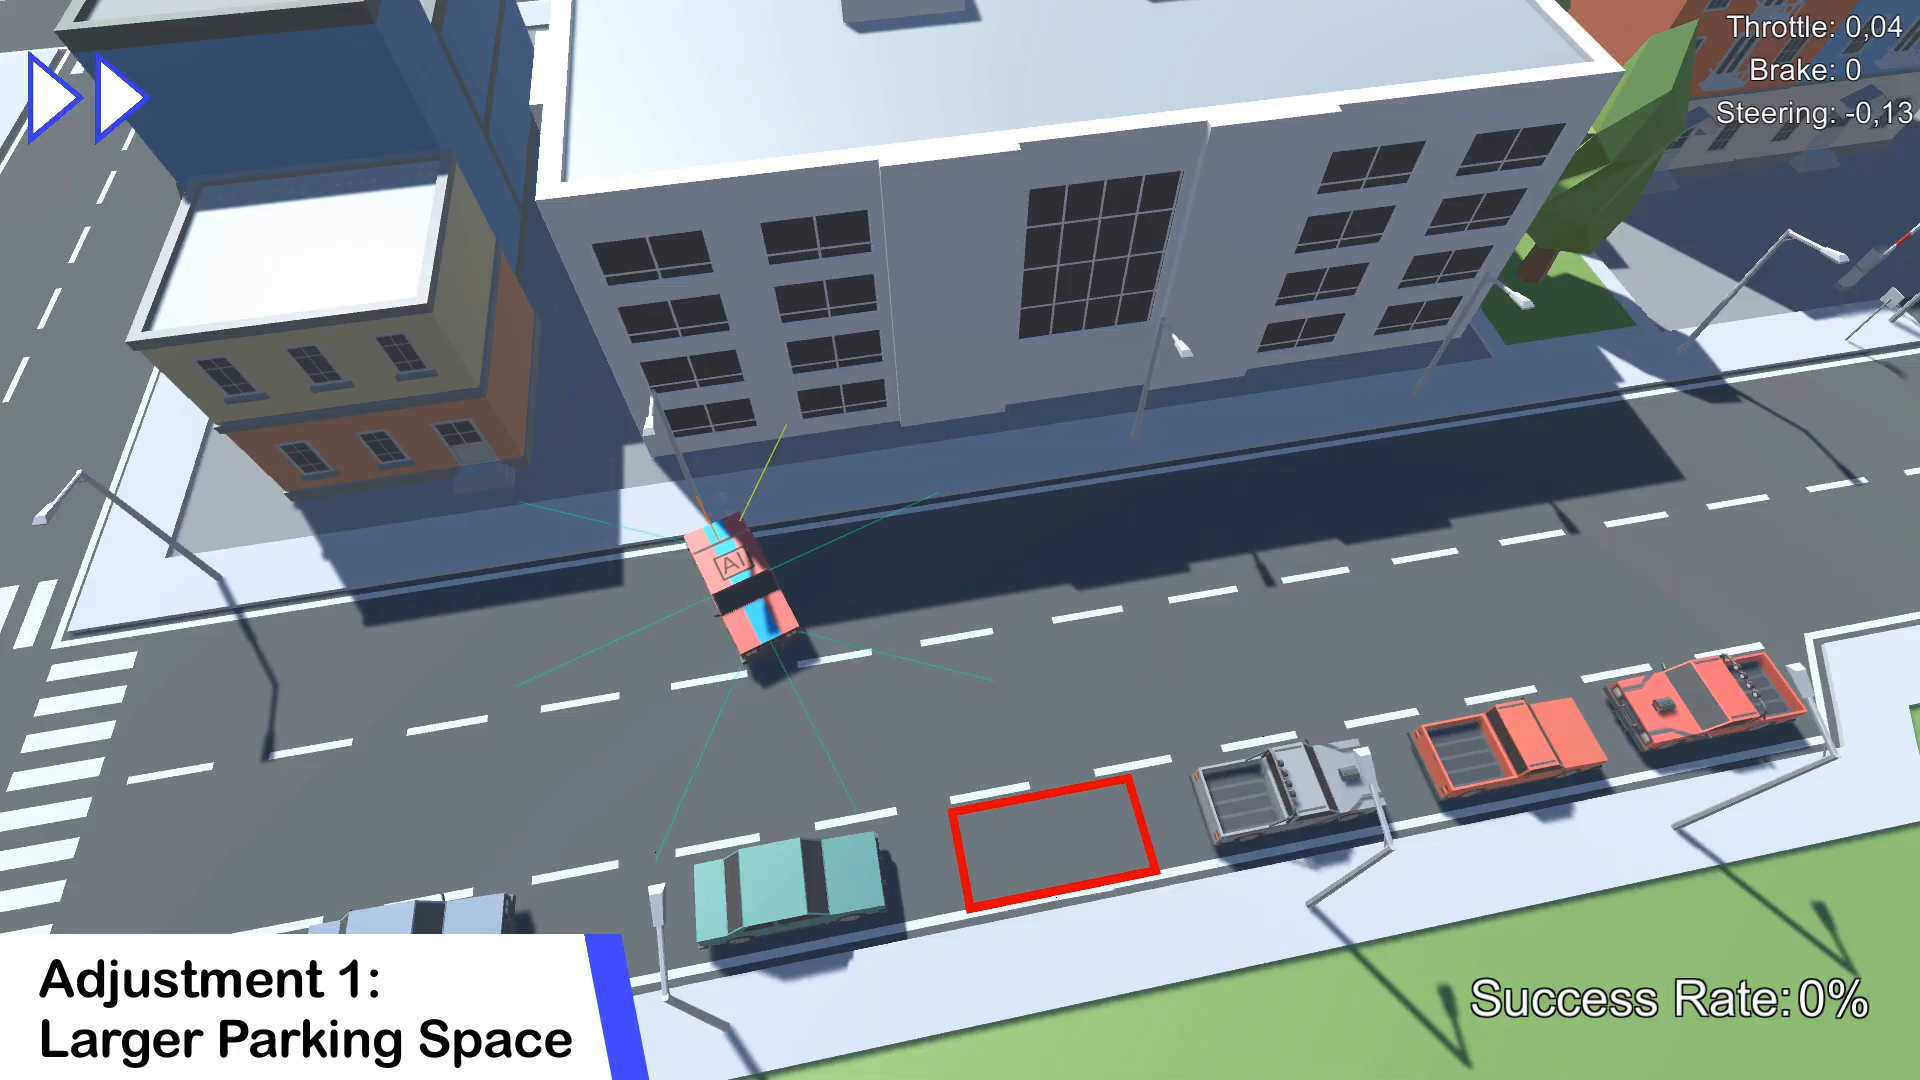 Throttle: 0,04
Brake: 0
Steering: -0,13
AI
Adjustment 1:
Larger Parking Space
Success Rate: 0%